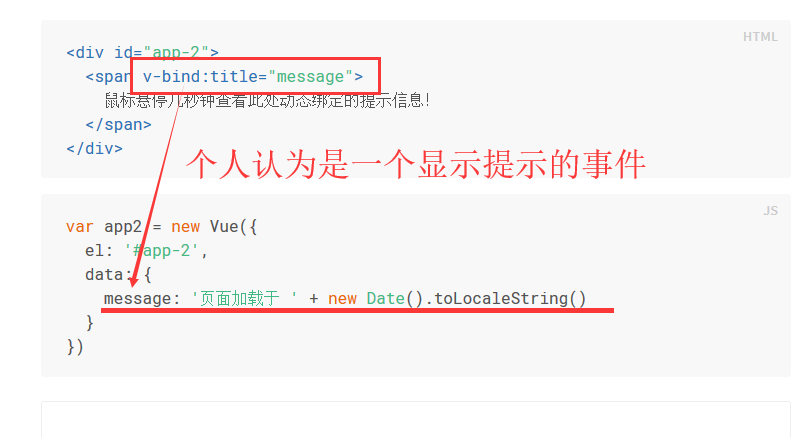 HTML
<div id="app-2">
<span v-bind:title="message">
鼠标悬停几秒钟查看此处动态绑定的提示信息！
</span>
</div>
个人认为是一个显示提示的事件
JS
var app2 = new Vue({
el: '#app-2',
data: {
message: '页面加载于 ' + new Date().toLocaleString()
}
})